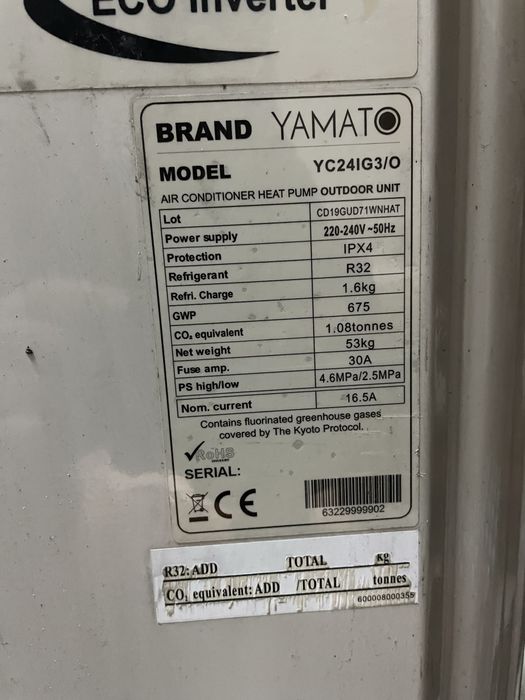 ECO Inverter
BRAND YAMATO
MODEL YC24IG3/O
AIR CONDITIONER HEAT PUMP OUTDOOR UNIT
Lot CD19GUD71WNHAT
Power supply 220-240V~50Hz
Protection IPX4
Refrigerant R32
Refri. Charge 1.6kg
GWP 675
CO₂ equivalent 1.08tonnes
Net weight 53kg
Fuse amp. 30A
PS high/low 4.6MPa/2.5MPa
Nom. current 16.5A
Contains fluorinated greenhouse gases
covered by The Kyoto Protocol.
RoHS
SERIAL:
CE
63229999902
R32: ADD TOTAL Kg
CO₂ equivalent: ADD /TOTAL tonnes
600008000355